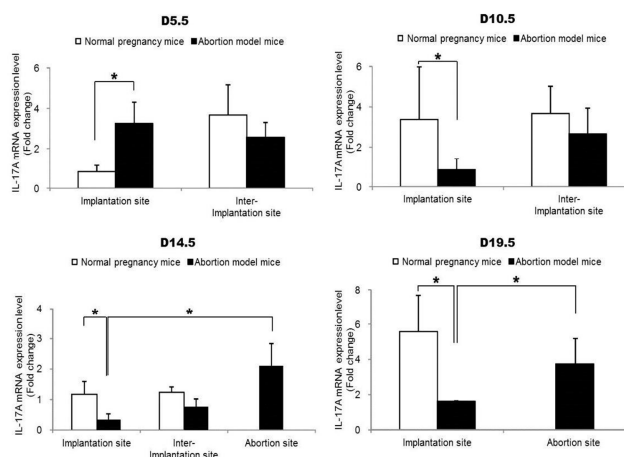 D5.5
Normal pregnancy mice Abortion model mice
IL-17A mRNA expression level
(Fold change)
6
4
2
0
*
Implantation site
Inter-
Implantation site
D10.5
Normal pregnancy mice Abortion model mice
IL-17A mRNA expression level
(Fold change)
6
4
2
0
*
Implantation site
Inter-
Implantation site
D14.5
Normal pregnancy mice Abortion model mice
IL-17A mRNA expression level
(Fold change)
4
3
2
1
0
*
*
Implantation site
Inter-
Implantation site
Abortion site
D19.5
Normal pregnancy mice Abortion model mice
IL-17A mRNA expression level
(Fold change)
8
6
4
2
0
*
*
Implantation site
Abortion site